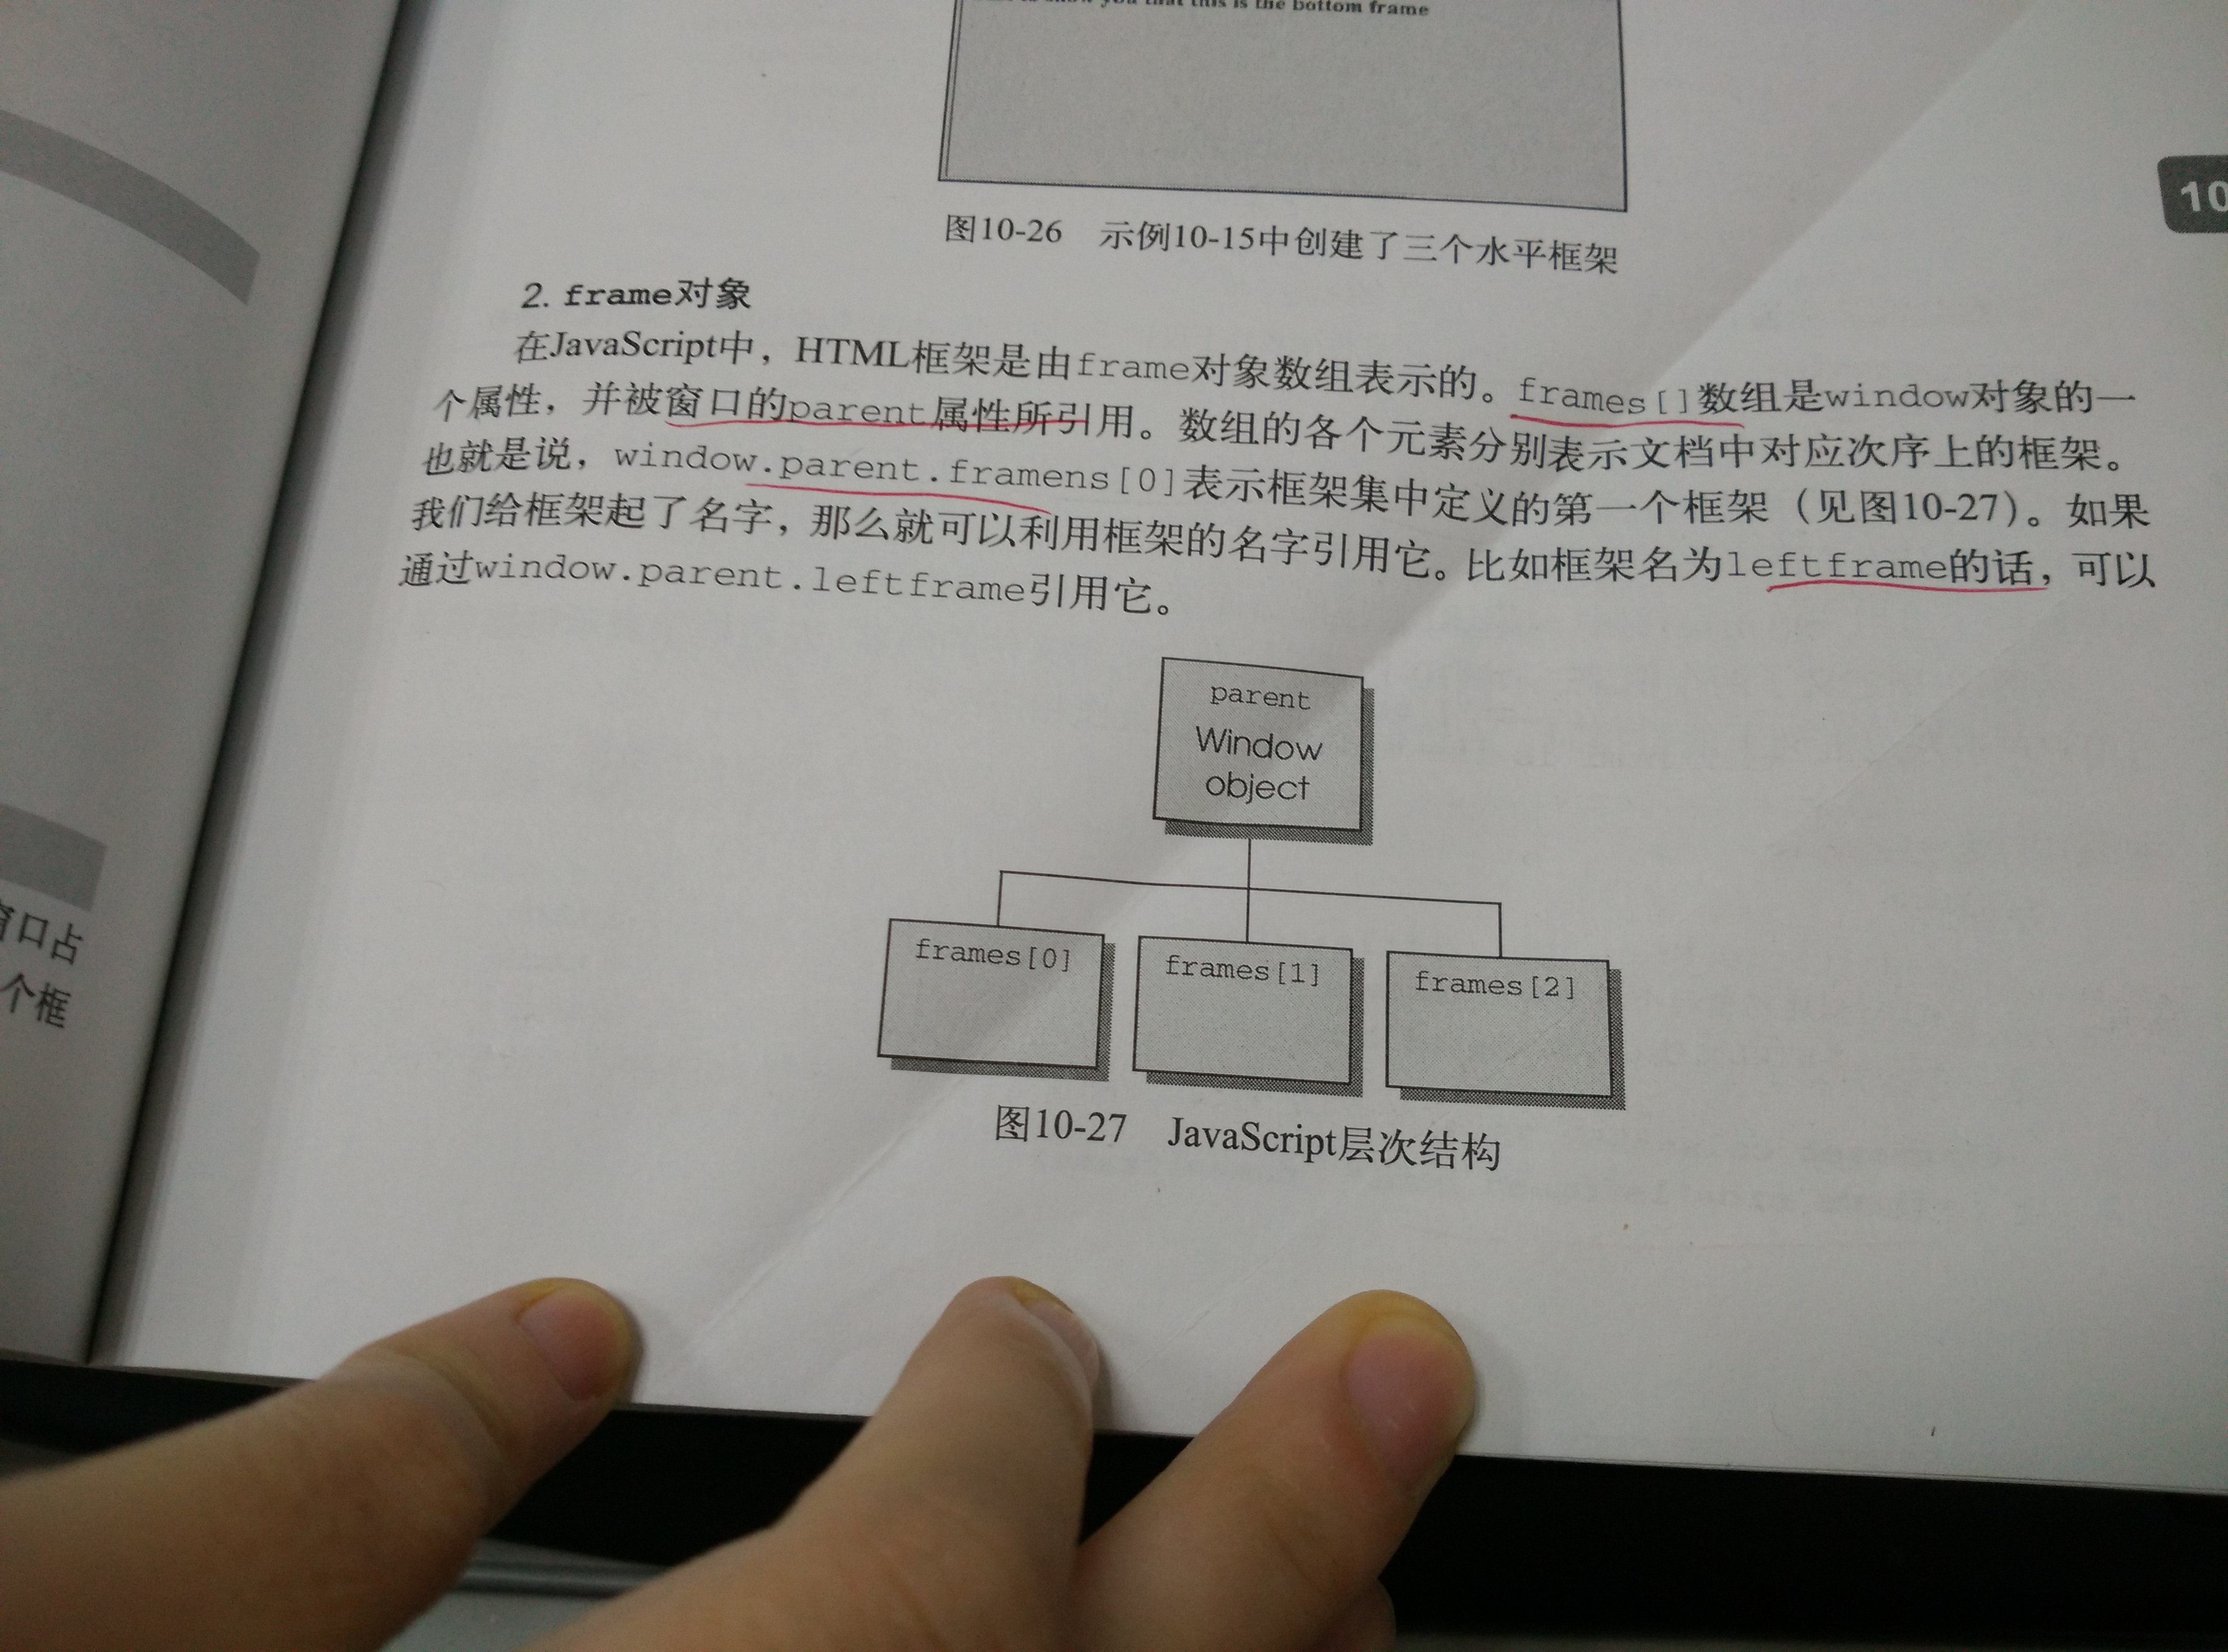 you that this is the bottom frame
图10-26 示例10-15中创建了三个水平框架
10
2. frame对象
在JavaScript中，HTML框架是由frame对象数组表示的。frames[]数组是window对象的一
个属性，并被窗口的parent属性所引用。数组的各个元素分别表示文档中对应次序上的框架。
也就是说，window.parent.framens[0]表示框架集中定义的第一个框架（见图10-27）。如果
我们给框架起了名字，那么就可以利用框架的名字引用它。比如框架名为leftframe的话，可以
通过window.parent.leftframe引用它。
parent
Window
object
frames[0]
frames[1]
frames[2]
图10-27 JavaScript层次结构
口占
个框